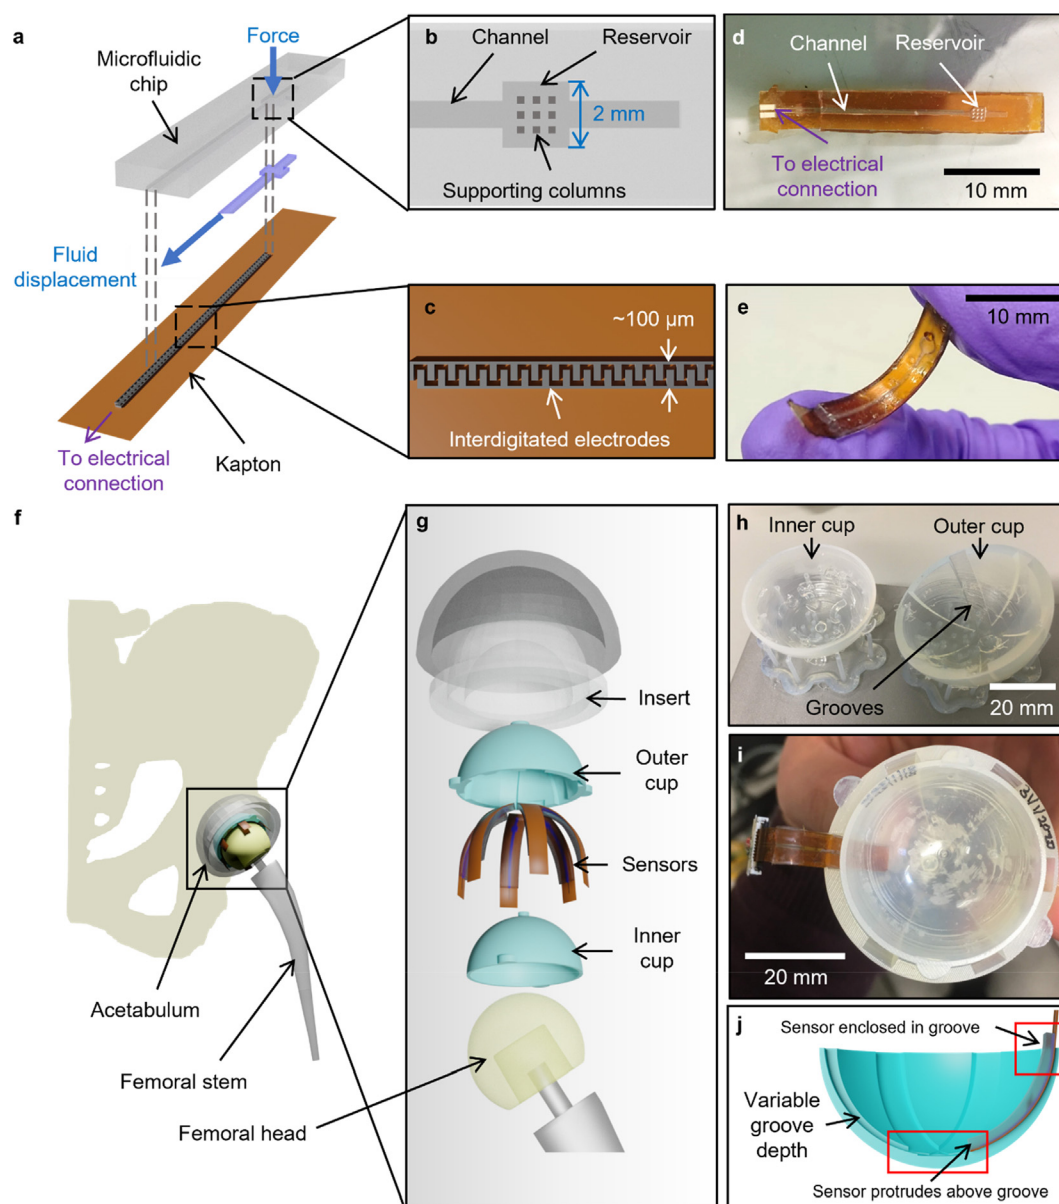 a
Force
Microfluidic
chip
Fluid
displacement
To electrical
connection
Kapton
b
Channel
Reservoir
2 mm
Supporting columns
c
~100 µm
Interdigitated electrodes
d
Channel
Reservoir
To electrical
connection
10 mm
e
10 mm
f
Acetabulum
Femoral stem
Femoral head
g
Insert
Outer
cup
Sensors
Inner
cup
h
Inner cup
Outer cup
Grooves
20 mm
i
20 mm
j
Sensor enclosed in groove
Variable
groove
depth
Sensor protrudes above groove